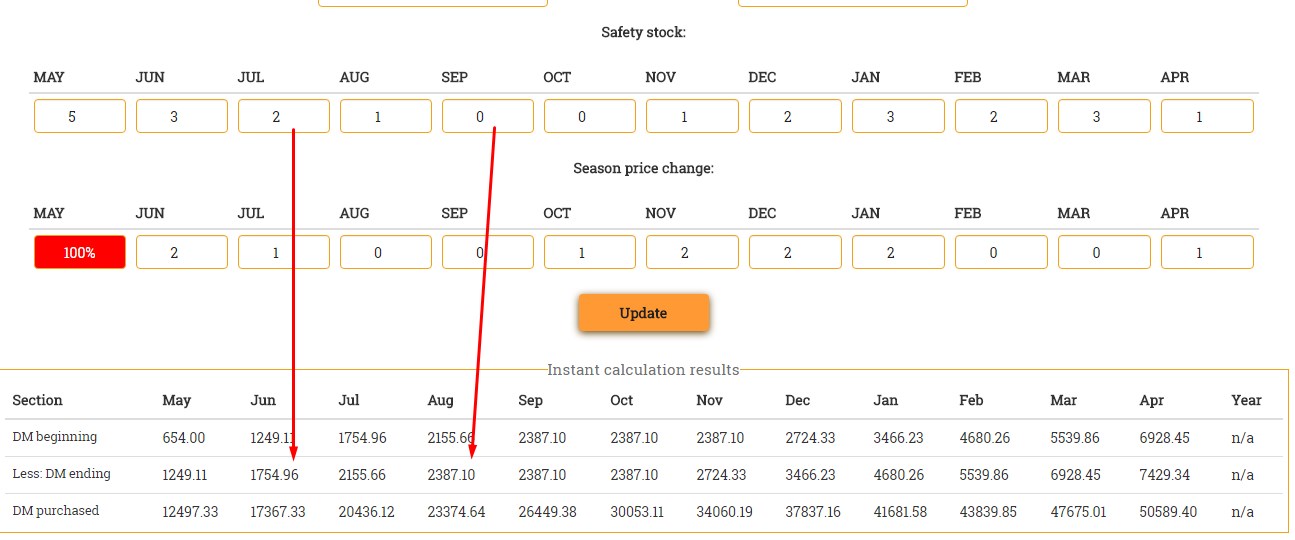 Safety stock:
MAY JUN JUL AUG SEP OCT NOV DEC JAN FEB MAR APR
5 3 2 1 0 0 1 2 3 2 3 1
Season price change:
MAY JUN JUL AUG SEP OCT NOV DEC JAN FEB MAR APR
100% 2 1 0 0 1 2 2 2 0 0 1
Update
Instant calculation results
Section May Jun Jul Aug Sep Oct Nov Dec Jan Feb Mar Apr Year
DM beginning 654.00 1249.11 1754.96 2155.66 2387.10 2387.10 2387.10 2724.33 3466.23 4680.26 5539.86 6928.45 n/a
Less: DM ending 1249.11 1754.96 2155.66 2387.10 2387.10 2387.10 2724.33 3466.23 4680.26 5539.86 6928.45 7429.34 n/a
DM purchased 12497.33 17367.33 20436.12 23374.64 26449.38 30053.11 34060.19 37837.16 41681.58 43839.85 47675.01 50589.40 n/a